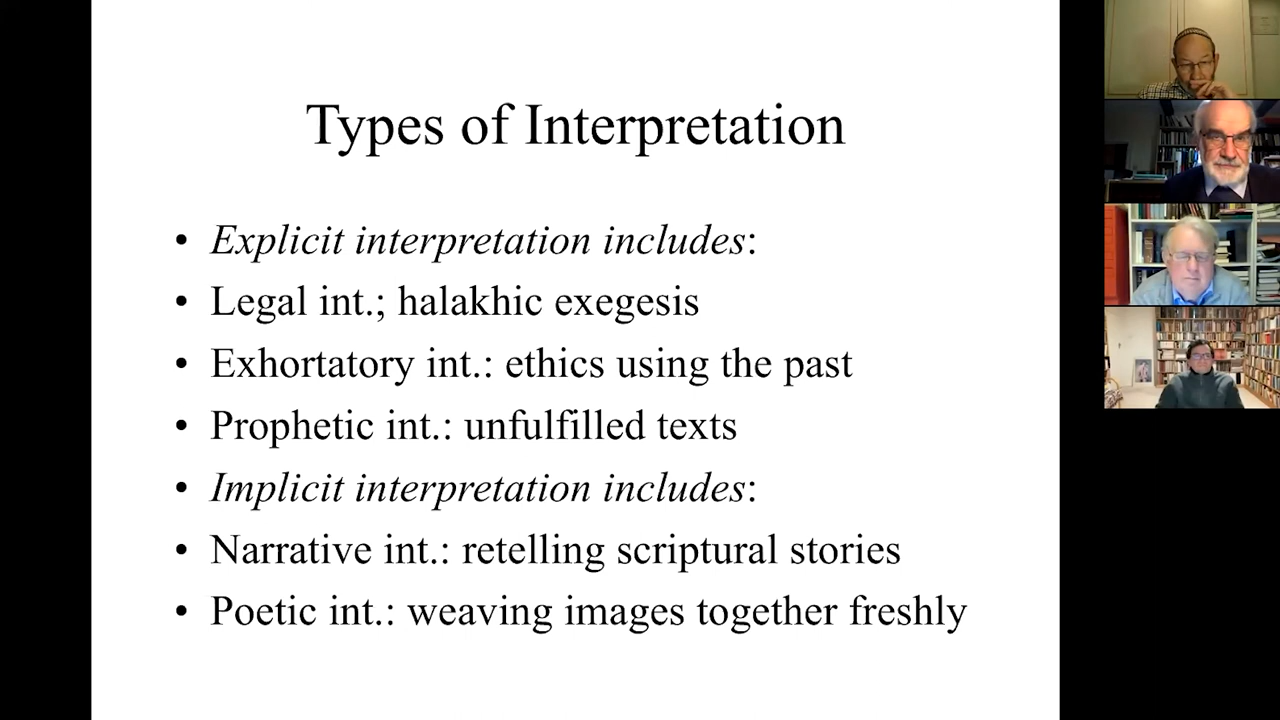 Types of Interpretation
• Explicit interpretation includes:
• Legal int.; halakhic exegesis
• Exhortatory int.: ethics using the past
• Prophetic int.: unfulfilled texts
• Implicit interpretation includes:
• Narrative int.: retelling scriptural stories
• Poetic int.: weaving images together freshly